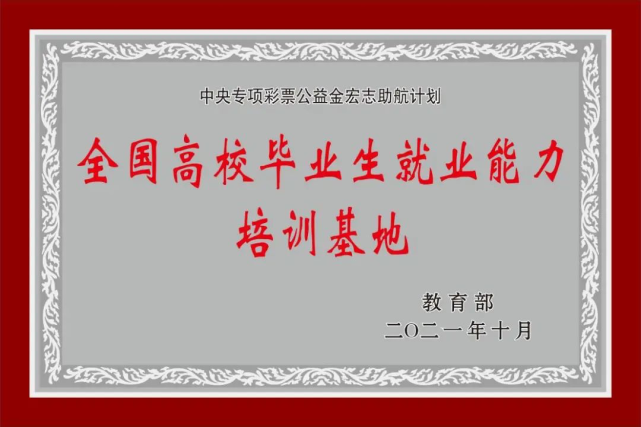 中央专项彩票公益金宏志助航计划
全国高校毕业生就业能力
培训基地
教育部
二〇二一年十月